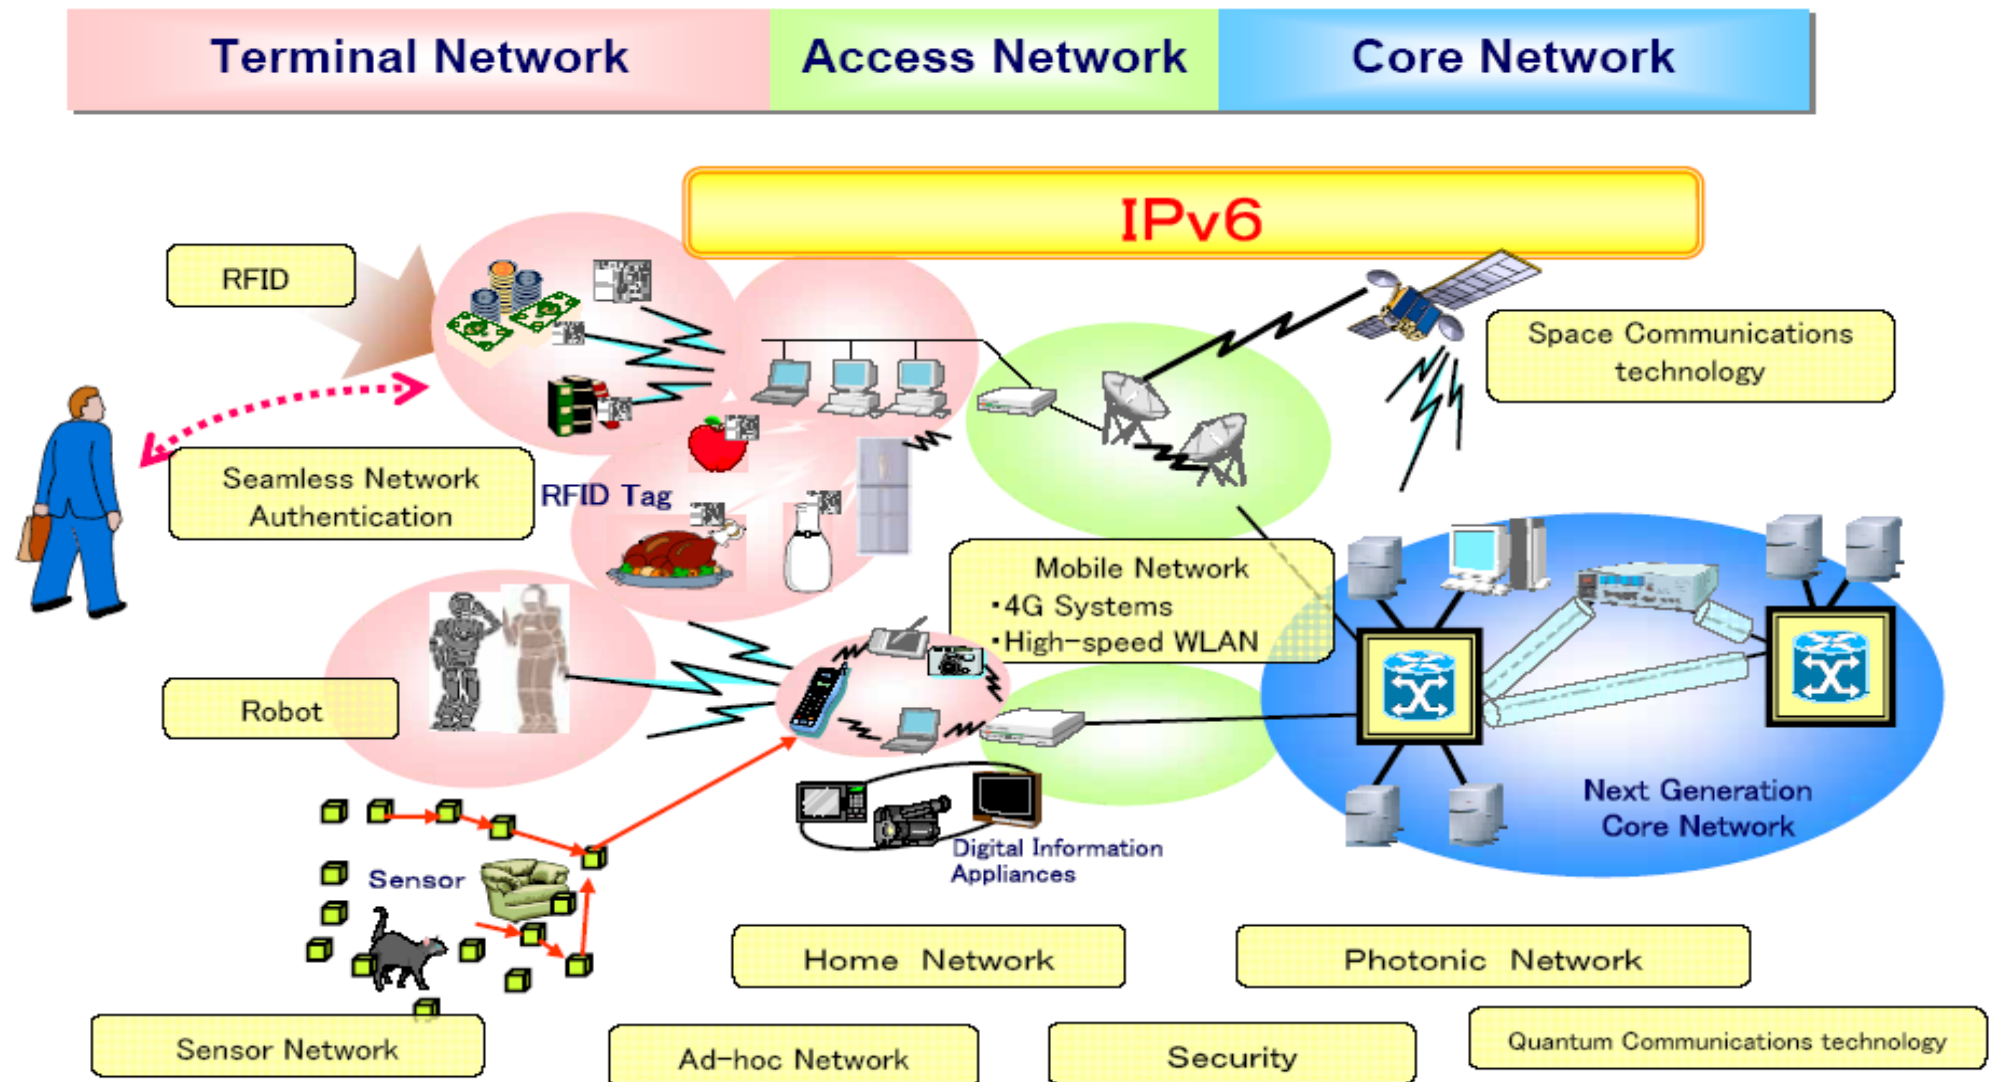 Terminal Network
Access Network
Core Network
IPv6
RFID
Space Communications
technology
Seamless Network
Authentication
RFID Tag
Mobile Network
・4G Systems
・High-speed WLAN
Robot
Next Generation
Core Network
Digital Information
Appliances
Sensor
Home Network
Photonic Network
Sensor Network
Ad-hoc Network
Security
Quantum Communications technology